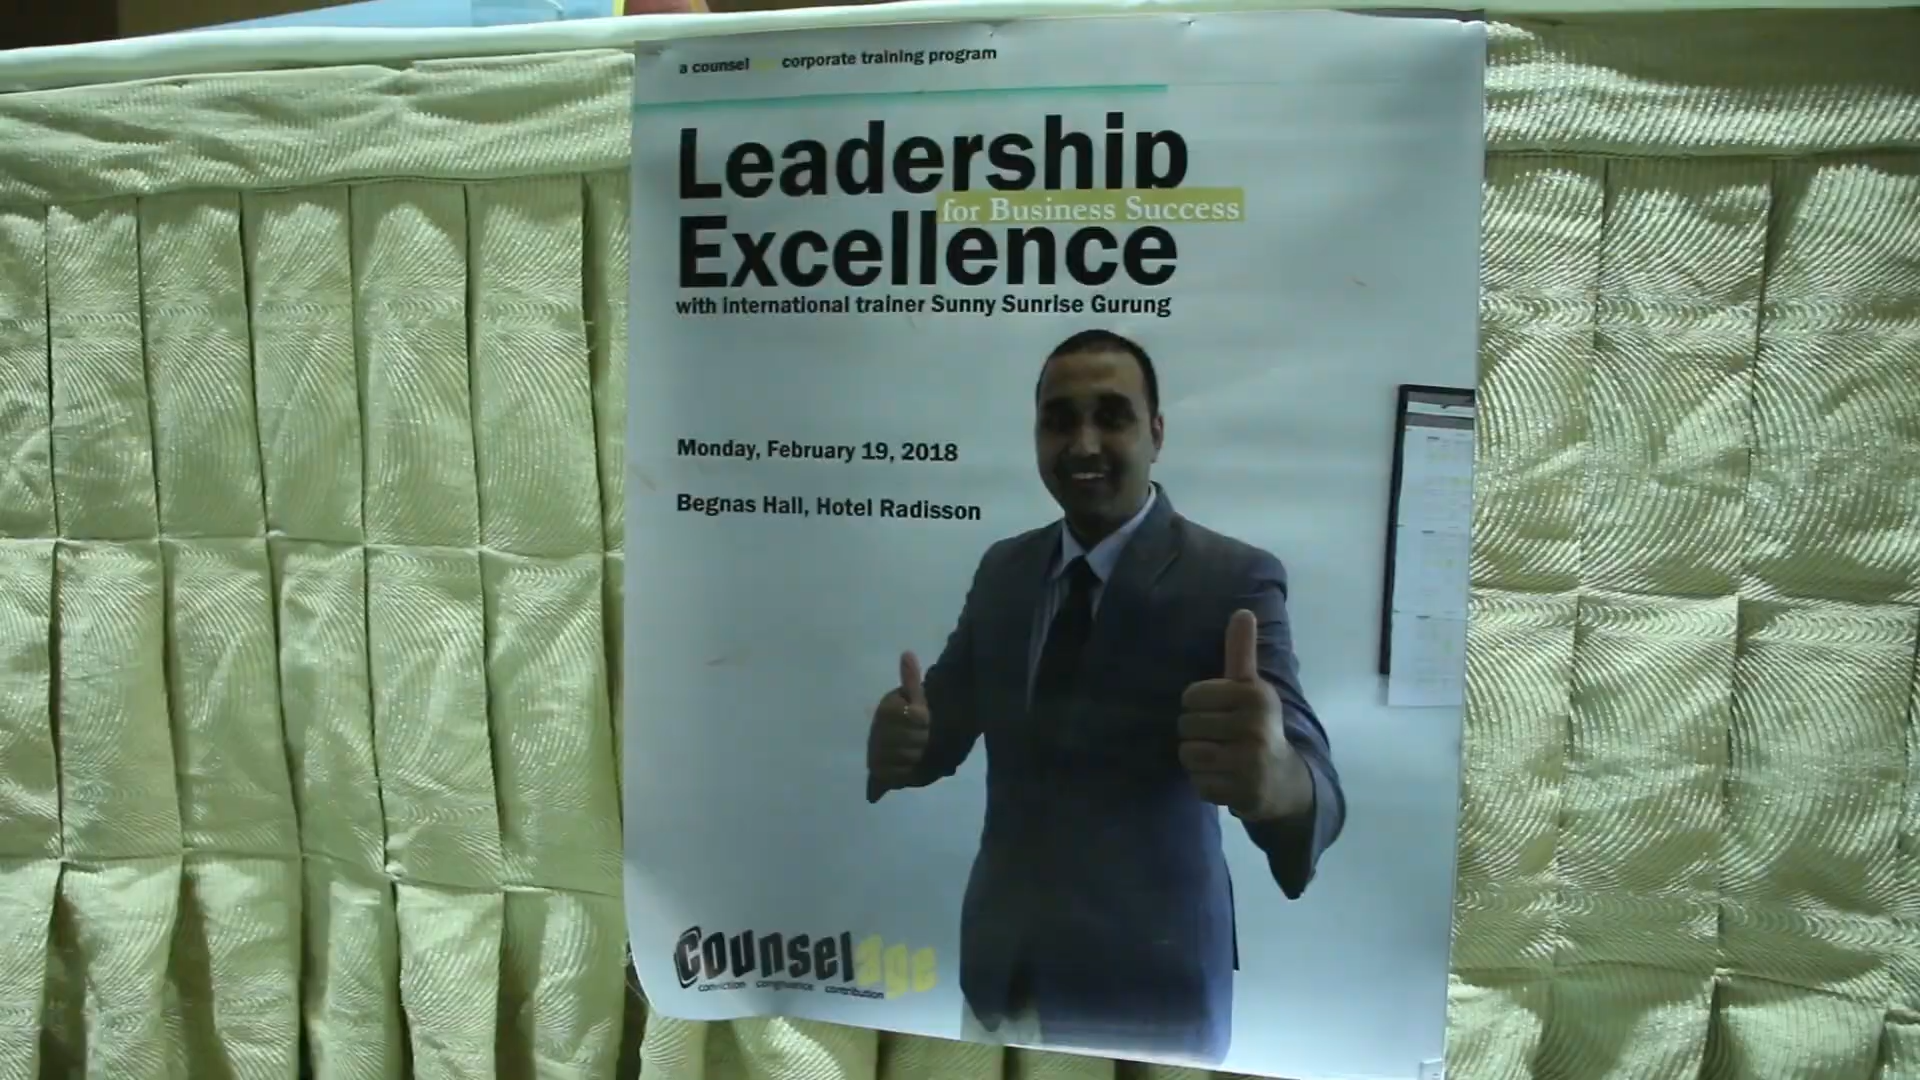 a counsel age corporate training program
Leadership
for Business Success
Excellence
with international trainer Sunny Sunrise Gurung
Monday, February 19, 2018
Begnas Hall, Hotel Radisson
counselage
conviction congruence contribution